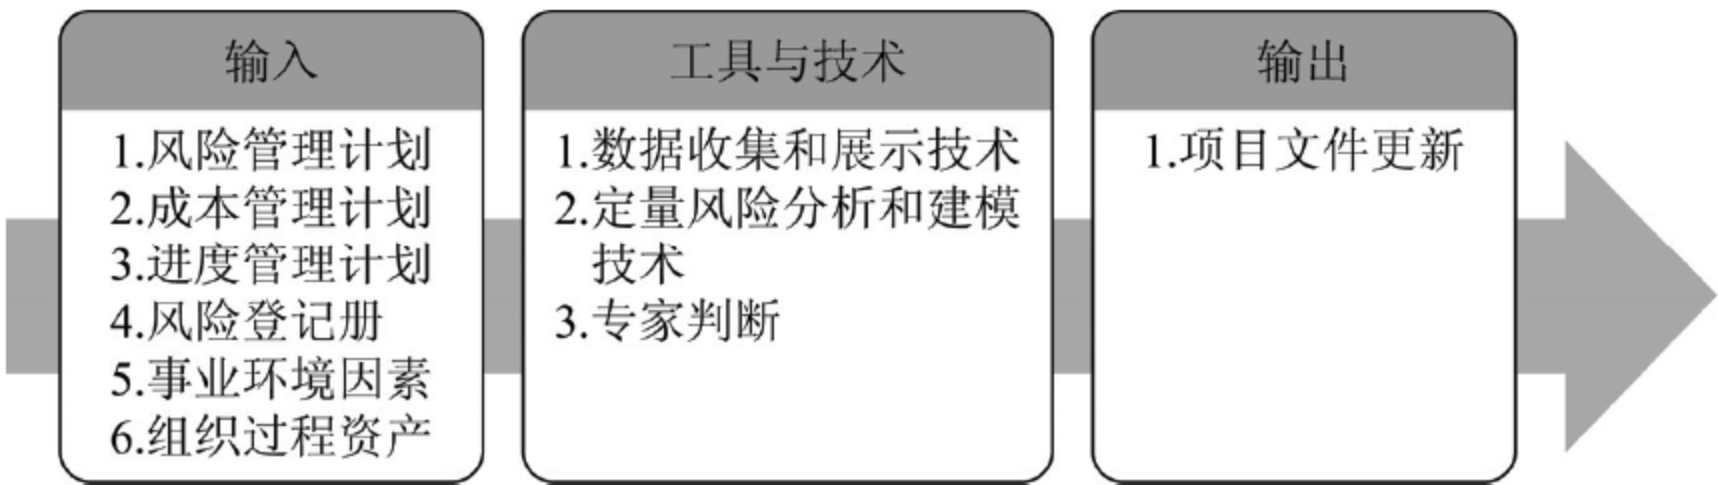 输入
1.风险管理计划
2.成本管理计划
3.进度管理计划
4.风险登记册
5.事业环境因素
6.组织过程资产
工具与技术
1.数据收集和展示技术
2.定量风险分析和建模
技术
3.专家判断
输出
1.项目文件更新